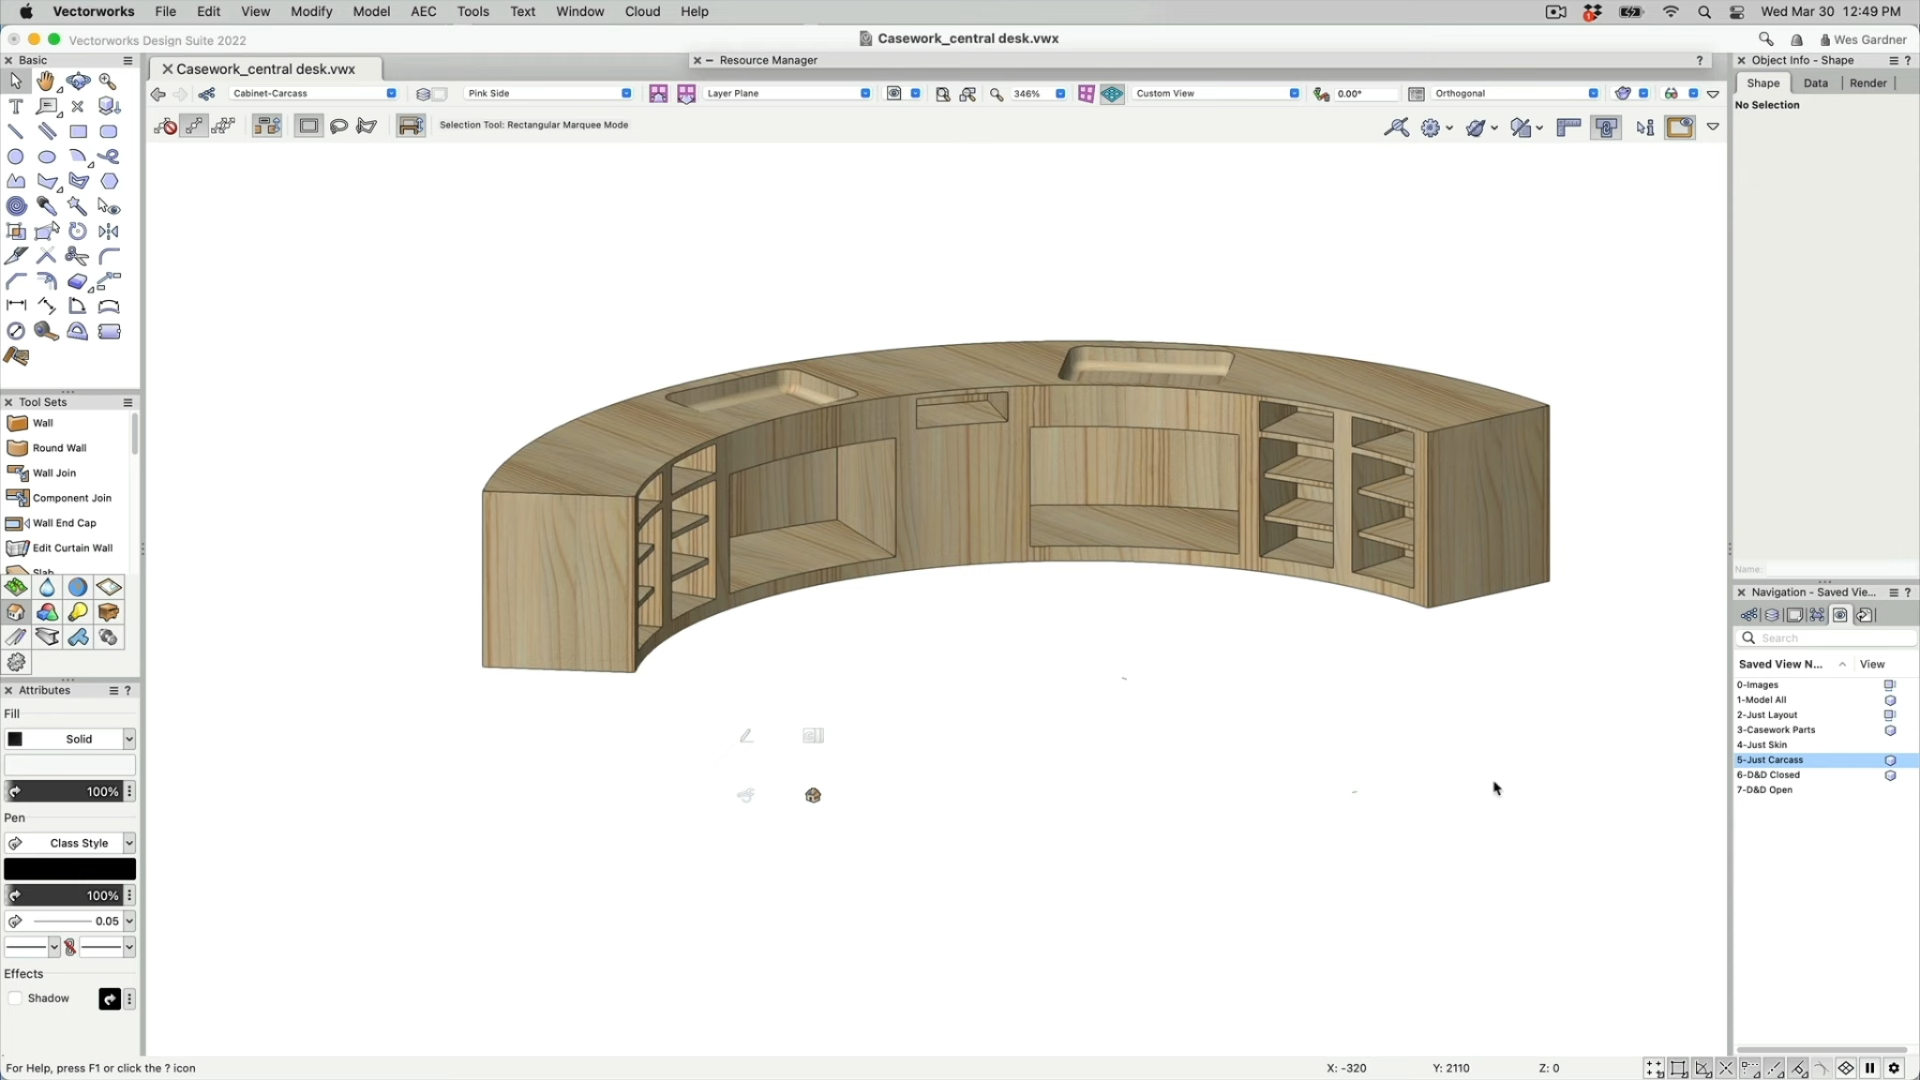 Vectorworks File Edit View Modify Model AEC Tools Text Window Cloud Help Wed Mar 30 12:49 PM
Vectorworks Design Suite 2022 Casework_central desk.vwx Wes Gardner
Basic
Casework_central desk.vwx
Resource Manager ?
Object Info - Shape ?
Cabinet-Carcass Pink Side Layer Plane 346% Custom View 0.00° Orthogonal
Shape Data Render
No Selection
Selection Tool: Rectangular Marquee Mode
Tool Sets
Wall
Round Wall
Wall Join
Component Join
Wall End Cap
Edit Curtain Wall
Slab
Name:
Navigation - Saved Vie... ?
Search
Saved View N... View
0-Images
1-Model All
2-Just Layout
3-Casework Parts
4-Just Skin
5-Just Carcass
6-D&D Closed
7-D&D Open
Attributes ?
Fill
Solid
100%
Pen
Class Style
100%
0.05
Effects
Shadow
For Help, press F1 or click the ? icon
X: -320 Y: 2110 Z: 0